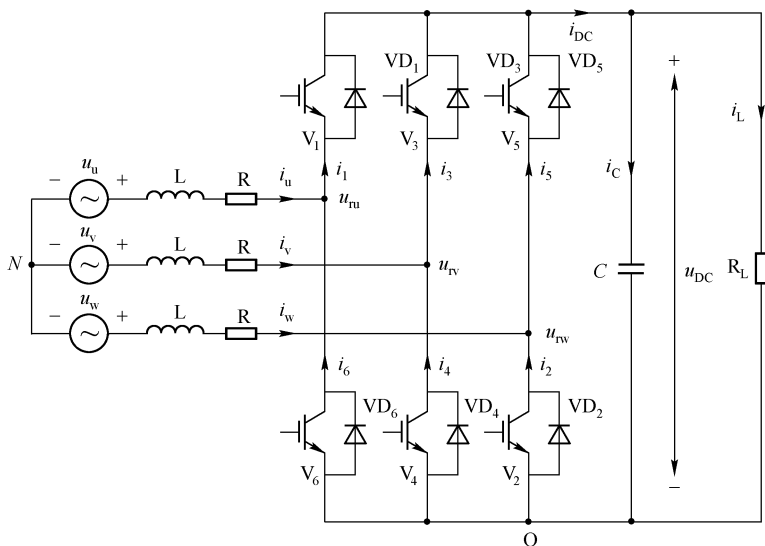 i_DC
VD_1 VD_3 VD_5
V_1 V_3 V_5
+
i_L
u_u
− + L R i_u i_1 i_3 i_5 i_C
u_ru
u_v
N − + L R i_v u_rv C u_DC R_L
u_w
− + L R i_w u_rw
i_6 i_4 i_2
VD_6 VD_4 VD_2
V_6 V_4 V_2
−
O